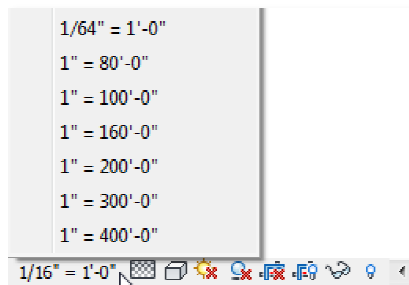 1/64" = 1'-0"
1" = 80'-0"
1" = 100'-0"
1" = 160'-0"
1" = 200'-0"
1" = 300'-0"
1" = 400'-0"
1/16" = 1'-0"